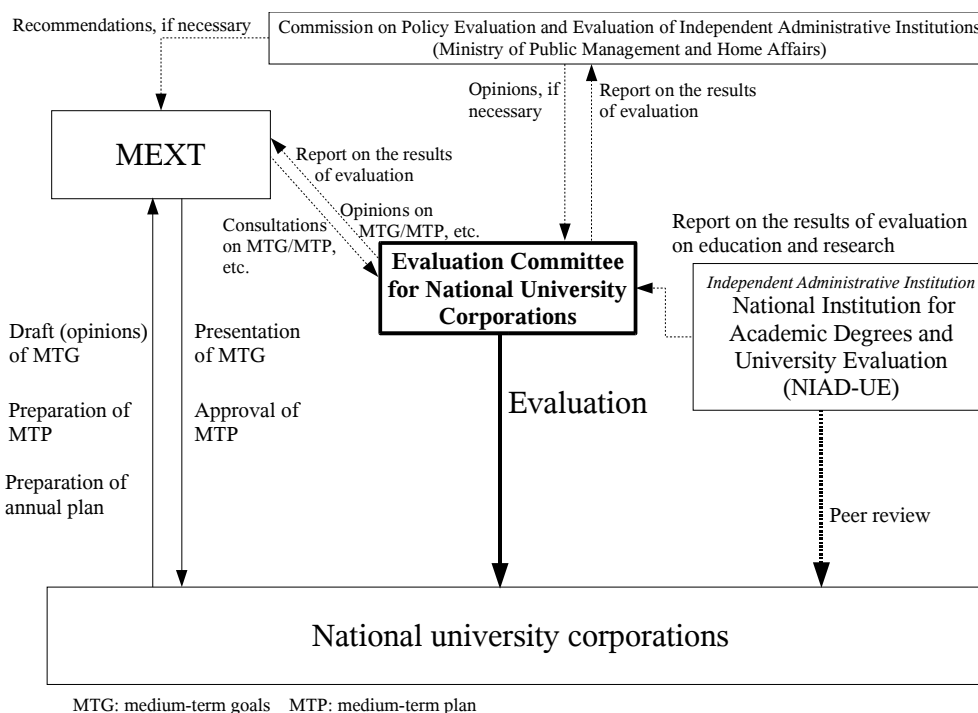 Recommendations, if necessary
Commission on Policy Evaluation and Evaluation of Independent Administrative Institutions
(Ministry of Public Management and Home Affairs)
Opinions, if
necessary
Report on the results
of evaluation
MEXT
Report on the results
of evaluation
Consultations
on MTG/MTP,
etc.
Opinions on
MTG/MTP, etc.
Report on the results of evaluation
on education and research
Evaluation Committee
for National University
Corporations
Independent Administrative Institution
National Institution for
Academic Degrees and
University Evaluation
(NIAD-UE)
Draft (opinions)
of MTG
Preparation of
MTP
Preparation of
annual plan
Presentation
of MTG
Approval of
MTP
Evaluation
Peer review
National university corporations
MTG: medium-term goals MTP: medium-term plan